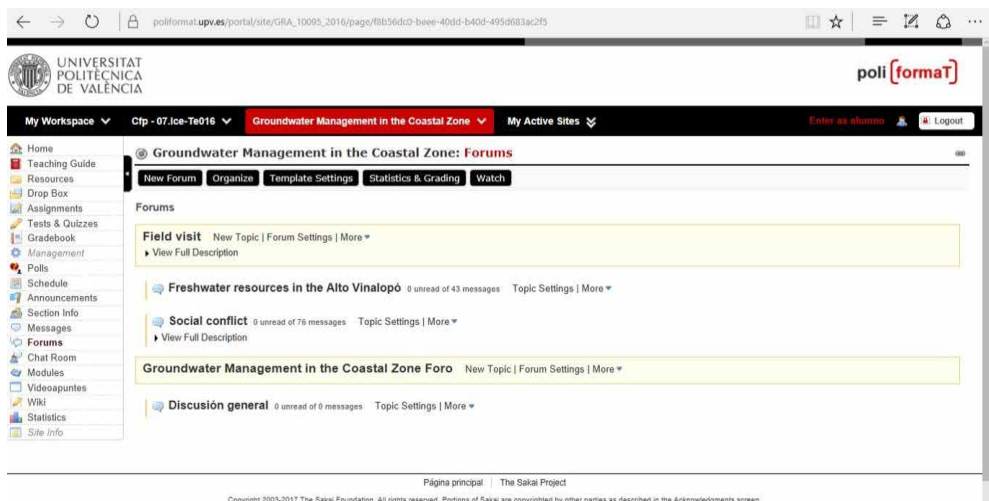 poliformat.upv.es/portal/site/GRA_10095_2016/page/f8b56dc0-beee-40dd-b40d-495d683ac2f5
UNIVERSITAT
POLITÈCNICA
DE VALÈNCIA
poli[formaT]
My Workspace Cfp - 07.Ice-Te016 Groundwater Management in the Coastal Zone My Active Sites Enter as alumno Logout
Home
Teaching Guide
Resources
Drop Box
Assignments
Tests & Quizzes
Gradebook
Management
Polls
Schedule
Announcements
Section Info
Messages
Forums
Chat Room
Modules
Videoapuntes
Wiki
Statistics
Site Info
Groundwater Management in the Coastal Zone: Forums
New Forum Organize Template Settings Statistics & Grading Watch
Forums
Field visit New Topic | Forum Settings | More
View Full Description
Freshwater resources in the Alto Vinalopó 0 unread of 43 messages Topic Settings | More
Social conflict 0 unread of 76 messages Topic Settings | More
View Full Description
Groundwater Management in the Coastal Zone Foro New Topic | Forum Settings | More
Discusión general 0 unread of 0 messages Topic Settings | More
Página principal | The Sakai Project
Copyright 2003-2017 The Sakai Foundation. All rights reserved. Portions of Sakai are copyrighted by other parties as described in the Acknowledgments screen.